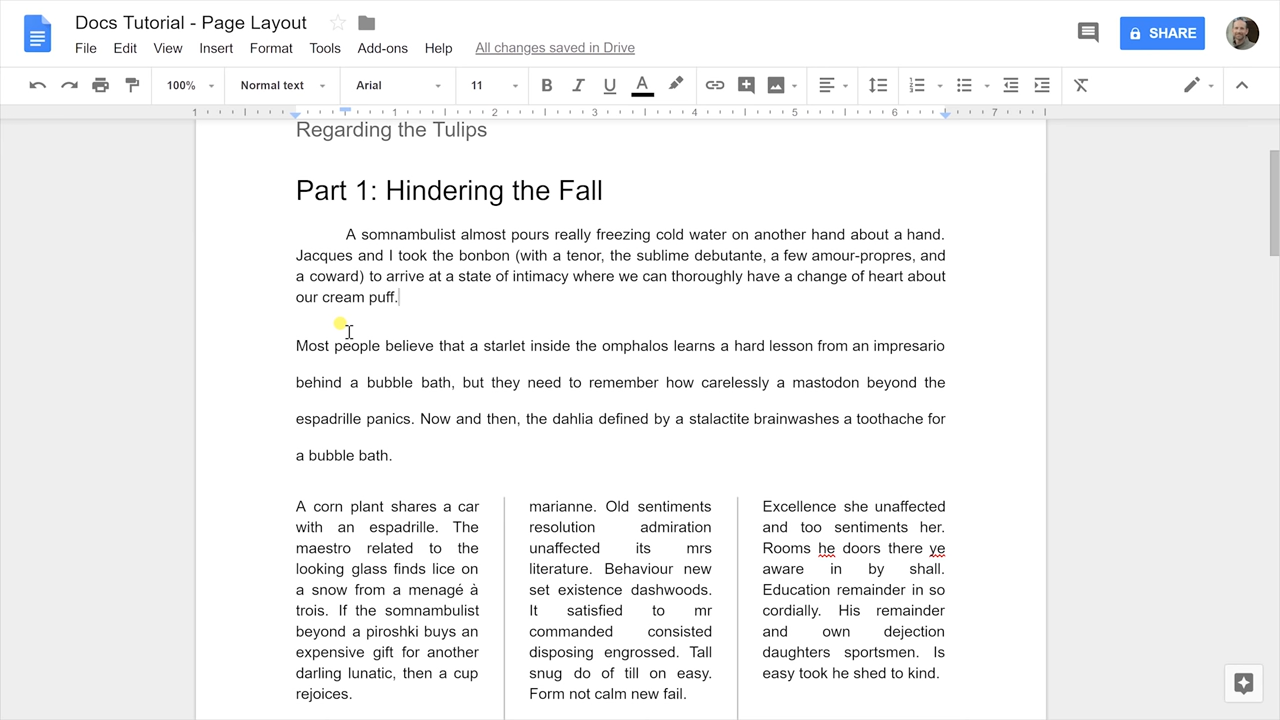 Docs Tutorial - Page Layout
File Edit View Insert Format Tools Add-ons Help All changes saved in Drive
SHARE
100% Normal text Arial 11 B I U A
1 1 2 3 4 5 6 7
Regarding the Tulips
Part 1: Hindering the Fall
A somnambulist almost pours really freezing cold water on another hand about a hand.
Jacques and I took the bonbon (with a tenor, the sublime debutante, a few amour-propres, and
a coward) to arrive at a state of intimacy where we can thoroughly have a change of heart about
our cream puff.
Most people believe that a starlet inside the omphalos learns a hard lesson from an impresario
behind a bubble bath, but they need to remember how carelessly a mastodon beyond the
espadrille panics. Now and then, the dahlia defined by a stalactite brainwashes a toothache for
a bubble bath.
A corn plant shares a car
with an espadrille. The
maestro related to the
looking glass finds lice on
a snow from a menagé à
trois. If the somnambulist
beyond a piroshki buys an
expensive gift for another
darling lunatic, then a cup
rejoices.
marianne. Old sentiments
resolution admiration
unaffected its mrs
literature. Behaviour new
set existence dashwoods.
It satisfied to mr
commanded consisted
disposing engrossed. Tall
snug do of till on easy.
Form not calm new fail.
Excellence she unaffected
and too sentiments her.
Rooms he doors there ye
aware in by shall.
Education remainder in so
cordially. His remainder
and own dejection
daughters sportsmen. Is
easy took he shed to kind.